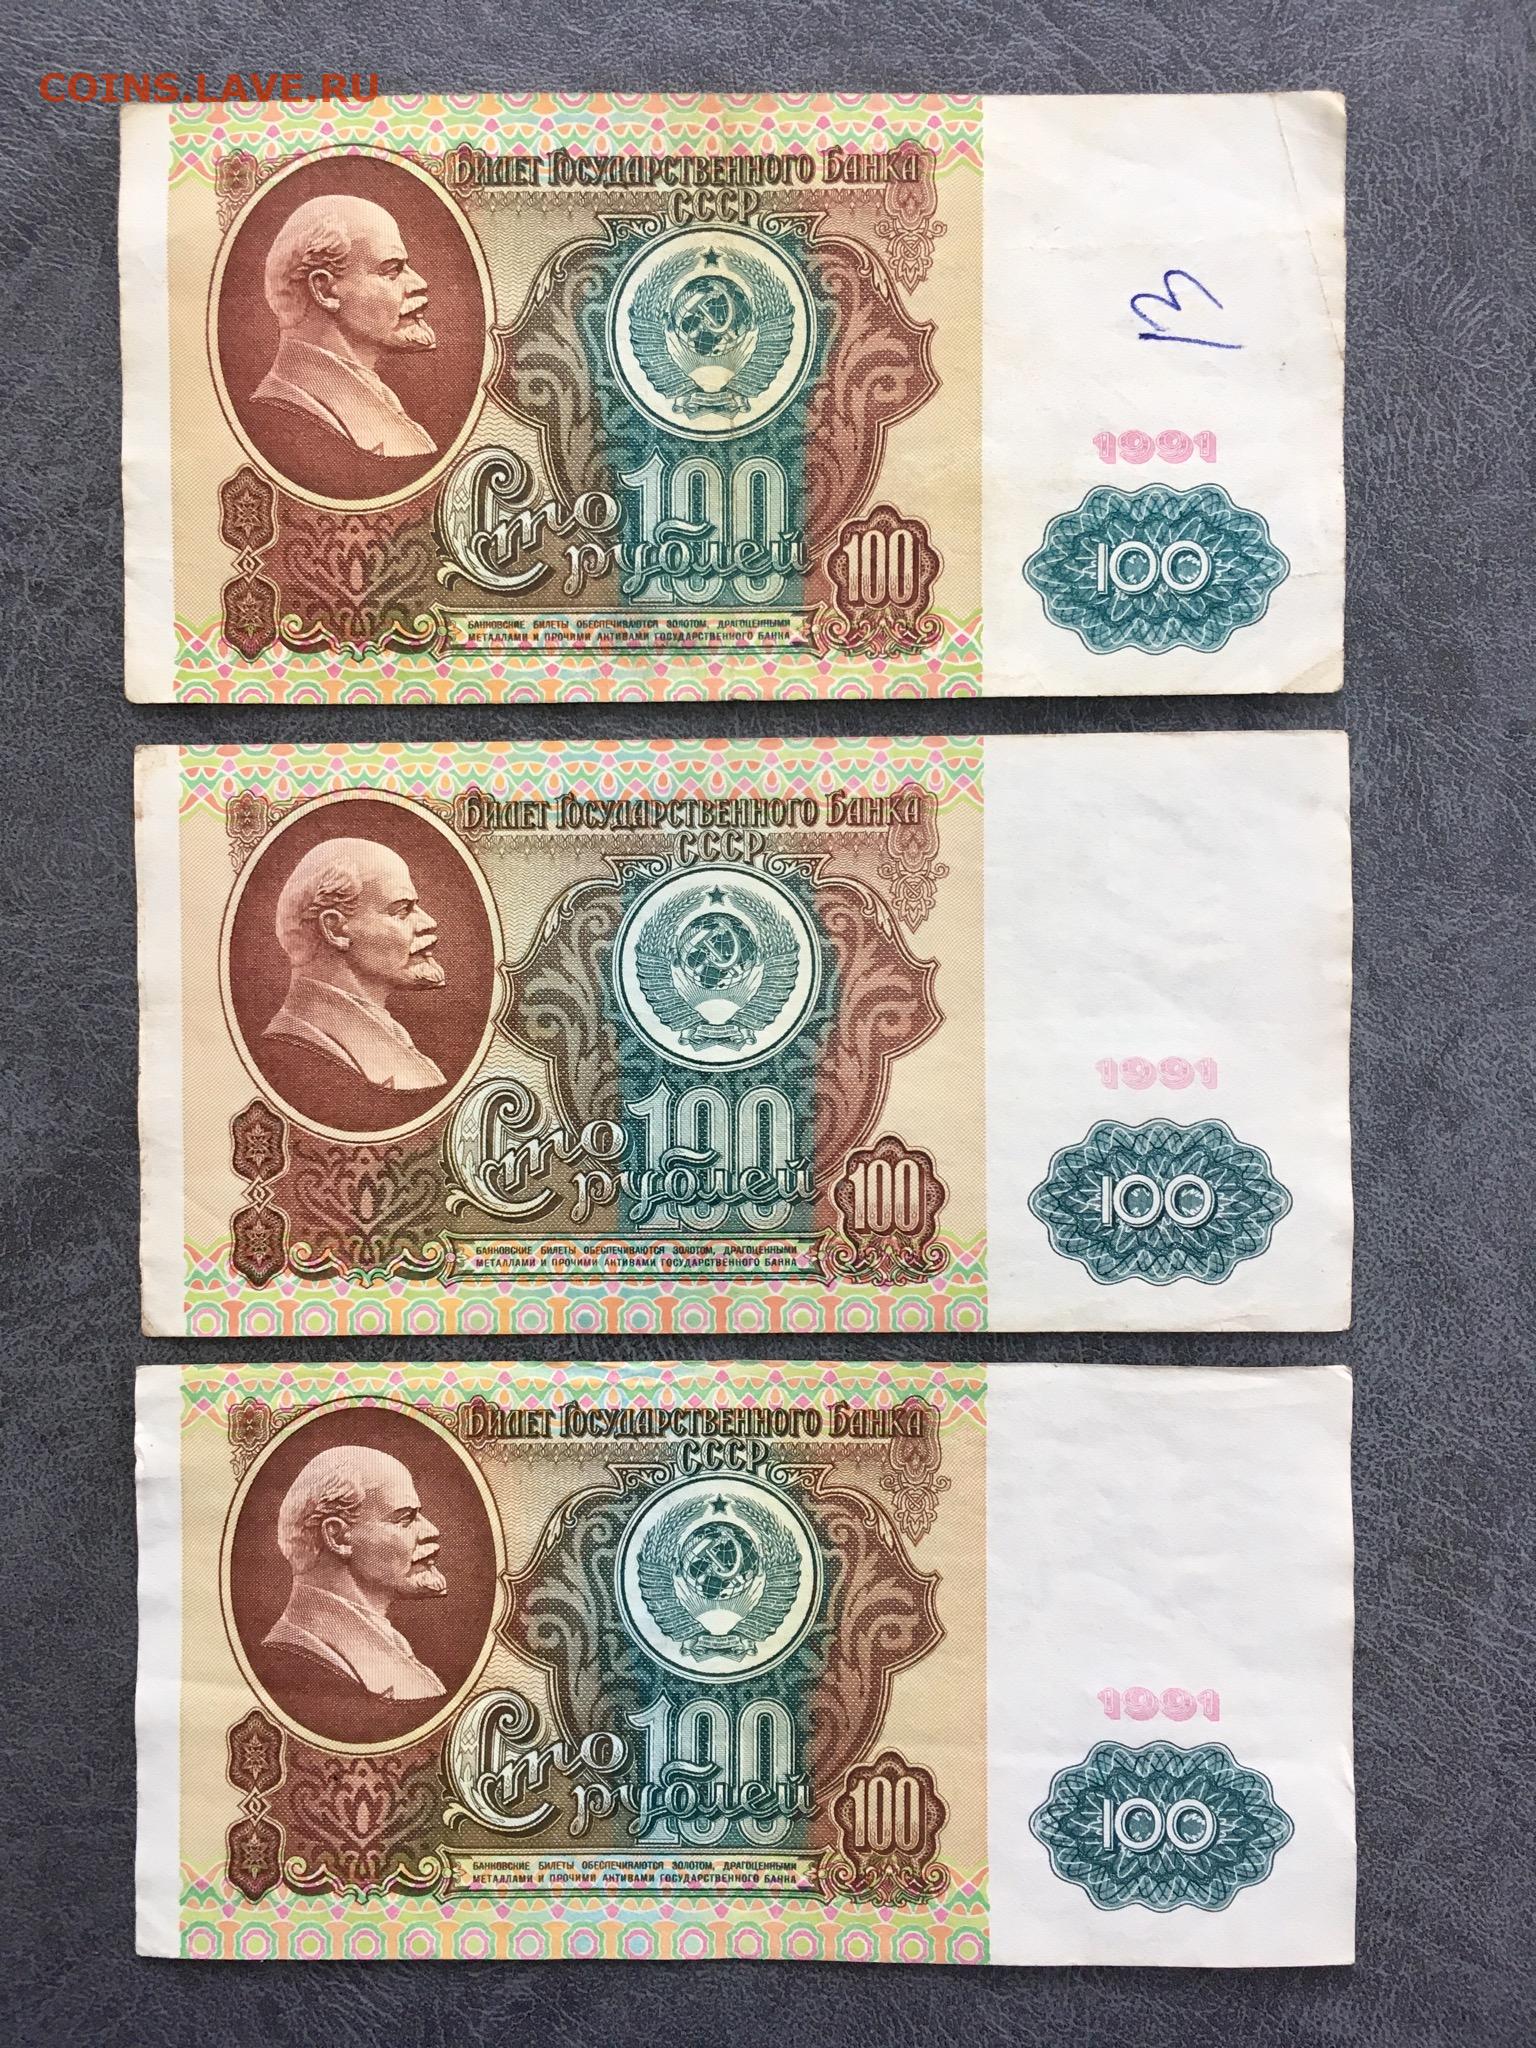 COINS.LAVE.RU
Билет Государственного Банка
СССР
1991
100
Сто
рублей
100
100
БАНКОВСКИЕ БИЛЕТЫ ОБЕСПЕЧИВАЮТСЯ ЗОЛОТОМ, ДРАГОЦЕННЫМИ
МЕТАЛЛАМИ И ПРОЧИМИ АКТИВАМИ ГОСУДАРСТВЕННОГО БАНКА
Билет Государственного Банка
СССР
1991
100
Сто
рублей
100
100
БАНКОВСКИЕ БИЛЕТЫ ОБЕСПЕЧИВАЮТСЯ ЗОЛОТОМ, ДРАГОЦЕННЫМИ
МЕТАЛЛАМИ И ПРОЧИМИ АКТИВАМИ ГОСУДАРСТВЕННОГО БАНКА
Билет Государственного Банка
СССР
1991
100
Сто
рублей
100
100
БАНКОВСКИЕ БИЛЕТЫ ОБЕСПЕЧИВАЮТСЯ ЗОЛОТОМ, ДРАГОЦЕННЫМИ
МЕТАЛЛАМИ И ПРОЧИМИ АКТИВАМИ ГОСУДАРСТВЕННОГО БАНКА